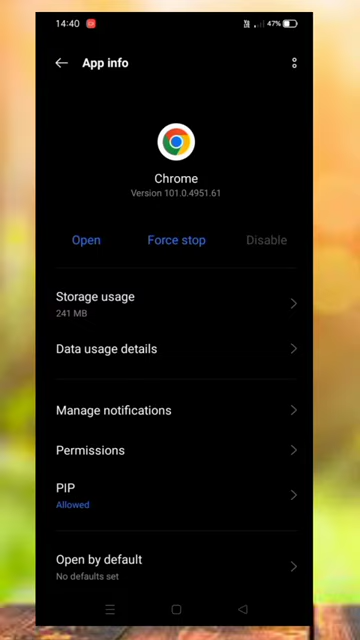 14:40 47%
App info
Chrome
Version 101.0.4951.61
Open Force stop Disable
Storage usage
241 MB
Data usage details
Manage notifications
Permissions
PIP
Allowed
Open by default
No defaults set